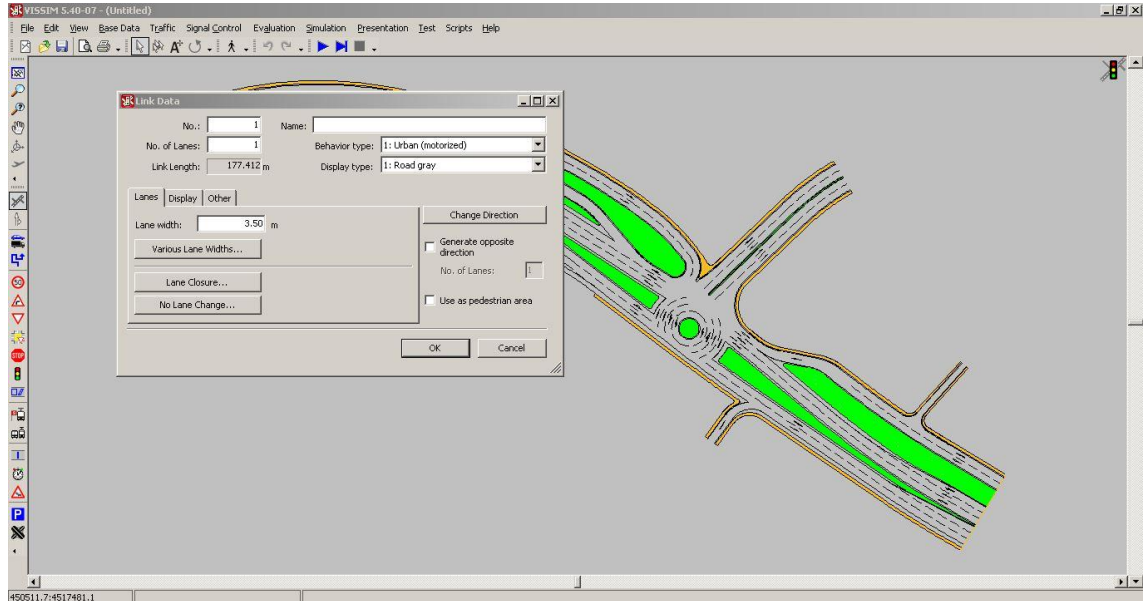 VISSIM 5.40-07 - (Untitled)
File Edit View Base Data Traffic Signal Control Evaluation Simulation Presentation Test Scripts Help
Link Data
No.: 1 Name:
No. of Lanes: 1 Behavior type: 1: Urban (motorized)
Link Length: 177.412 m Display type: 1: Road gray
Lanes Display Other
Change Direction
Lane width: 3.50 m
Generate opposite
direction
Various Lane Widths...
No. of Lanes: 1
Lane Closure...
Use as pedestrian area
No Lane Change...
OK Cancel
50
STOP
P
450511.7:4517481.1